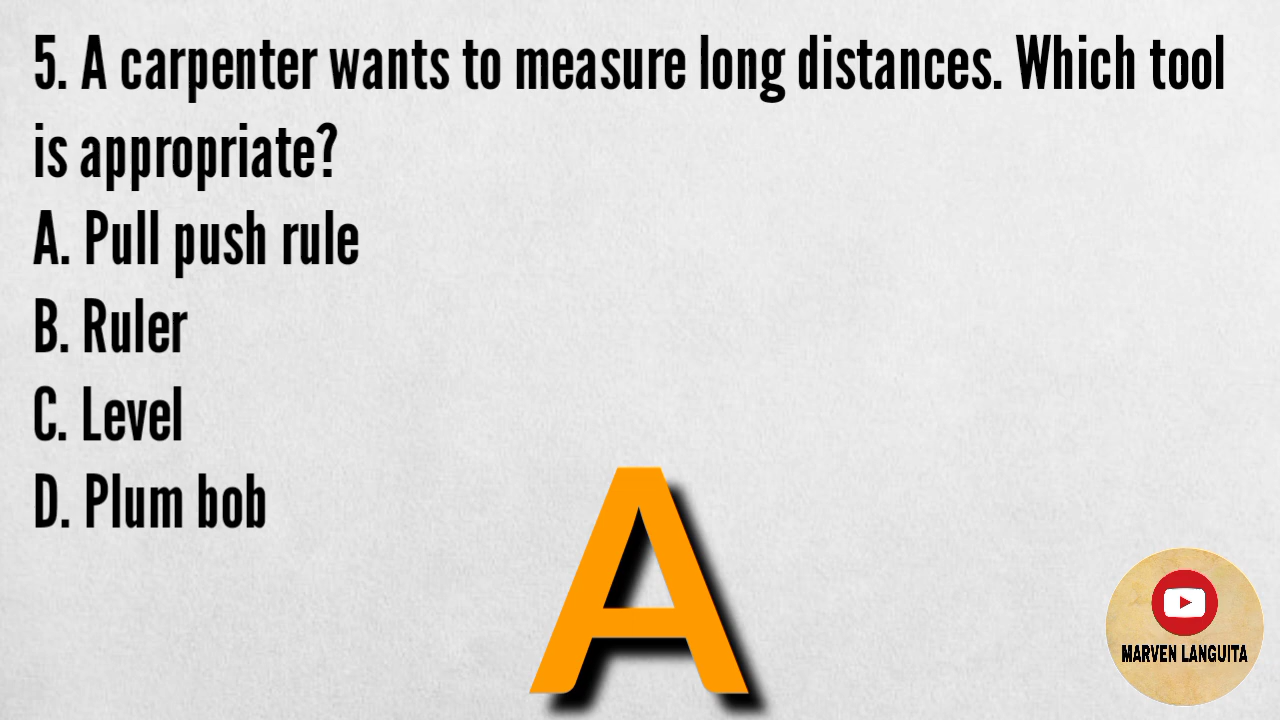 5. A carpenter wants to measure long distances. Which tool
is appropriate?
A. Pull push rule
B. Ruler
C. Level
D. Plum bob
A
MARVEN LANGUITA